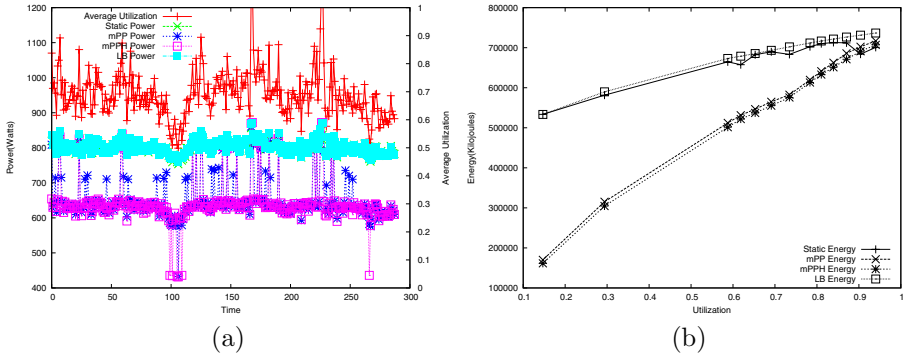 Average Utilization
Static Power
mPP Power
mPPH Power
LB Power
1200
1100
1000
900
800
700
600
500
400
Power(Watts)
1
0.9
0.8
0.7
0.6
0.5
0.4
0.3
0.2
0.1
0
Average Utilization
0 50 100 150 200 250 300
Time
(a)
800000
700000
600000
500000
400000
300000
200000
100000
Energy(Kilojoules)
Static Energy
mPP Energy
mPPH Energy
LB Energy
0.1 0.2 0.3 0.4 0.5 0.6 0.7 0.8 0.9 1
Utilization
(b)